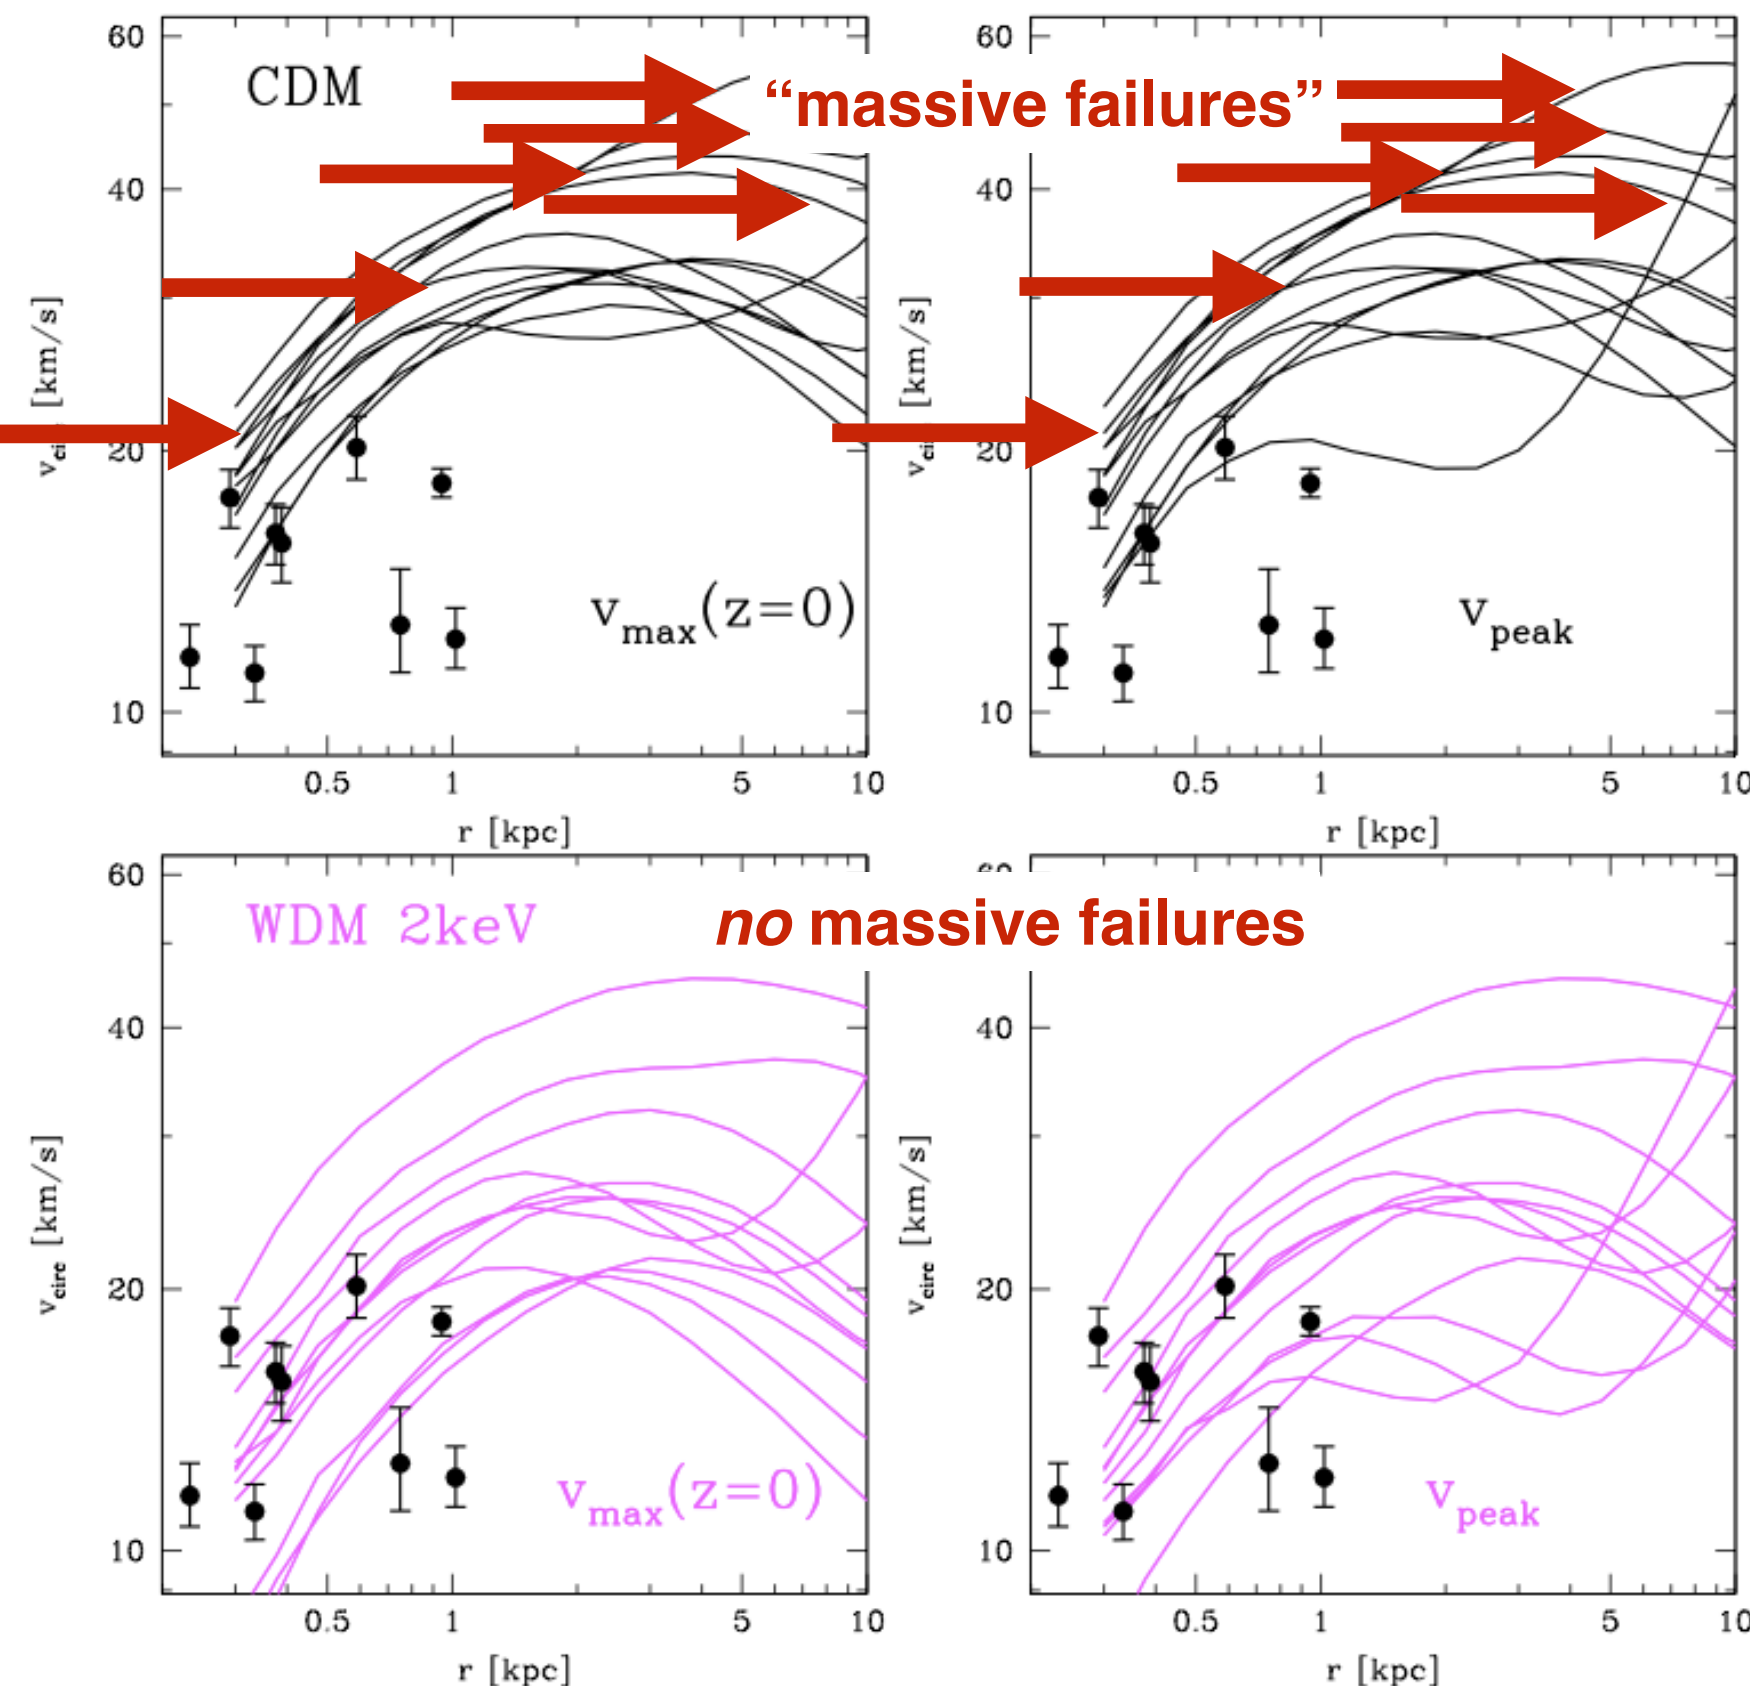 60
CDM
40
v
[km/s]
20
10
v_max(z=0)
0.5 1 5 10
r [kpc]
"massive failures"
60
40
[km/s]
20
10
v_peak
0.5 1 5 10
r [kpc]
60
WDM 2keV
40
v_circ [km/s]
20
10
v_max(z=0)
0.5 1 5 10
r [kpc]
no massive failures
40
v_circ [km/s]
20
10
v_peak
0.5 1 5 10
r [kpc]